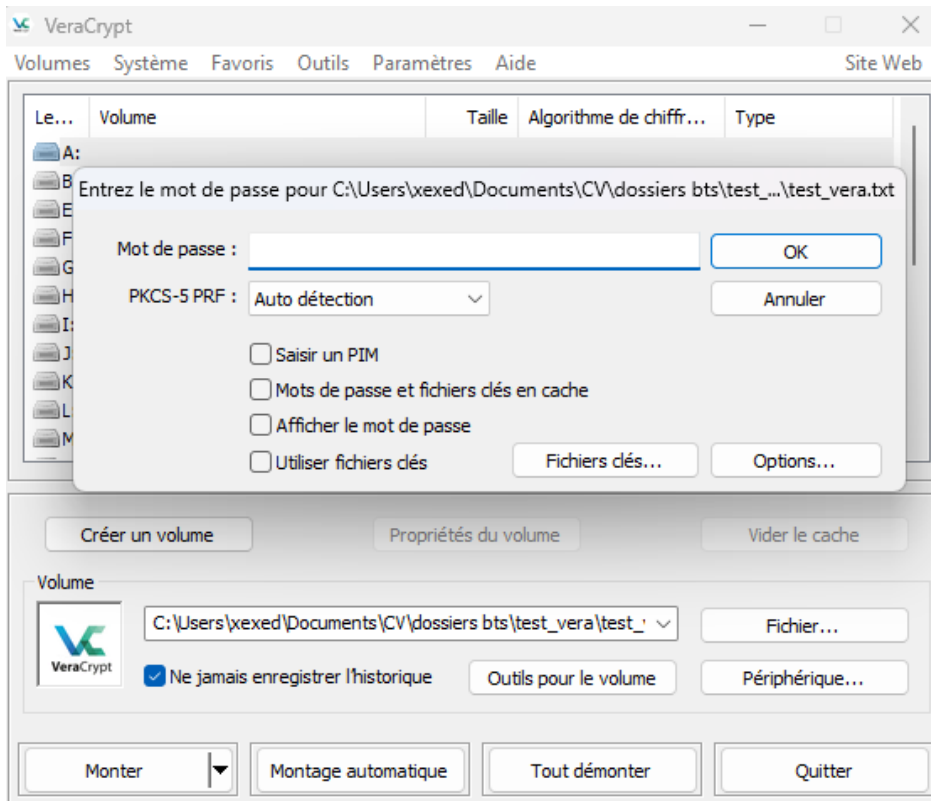 VeraCrypt
Volumes Système Favoris Outils Paramètres Aide Site Web
Le... Volume Taille Algorithme de chiffr... Type
A:
B
E
F
G
H
I:
J
K
L
M
Entrez le mot de passe pour C:\Users\xexed\Documents\CV\dossiers bts\test_...\test_vera.txt
Mot de passe : OK
PKCS-5 PRF : Auto détection Annuler
Saisir un PIM
Mots de passe et fichiers clés en cache
Afficher le mot de passe
Utiliser fichiers clés Fichiers clés... Options...
Créer un volume Propriétés du volume Vider le cache
Volume
VeraCrypt
C:\Users\xexed\Documents\CV\dossiers bts\test_vera\test_ Fichier...
Ne jamais enregistrer l'historique Outils pour le volume Périphérique...
Monter Montage automatique Tout démonter Quitter